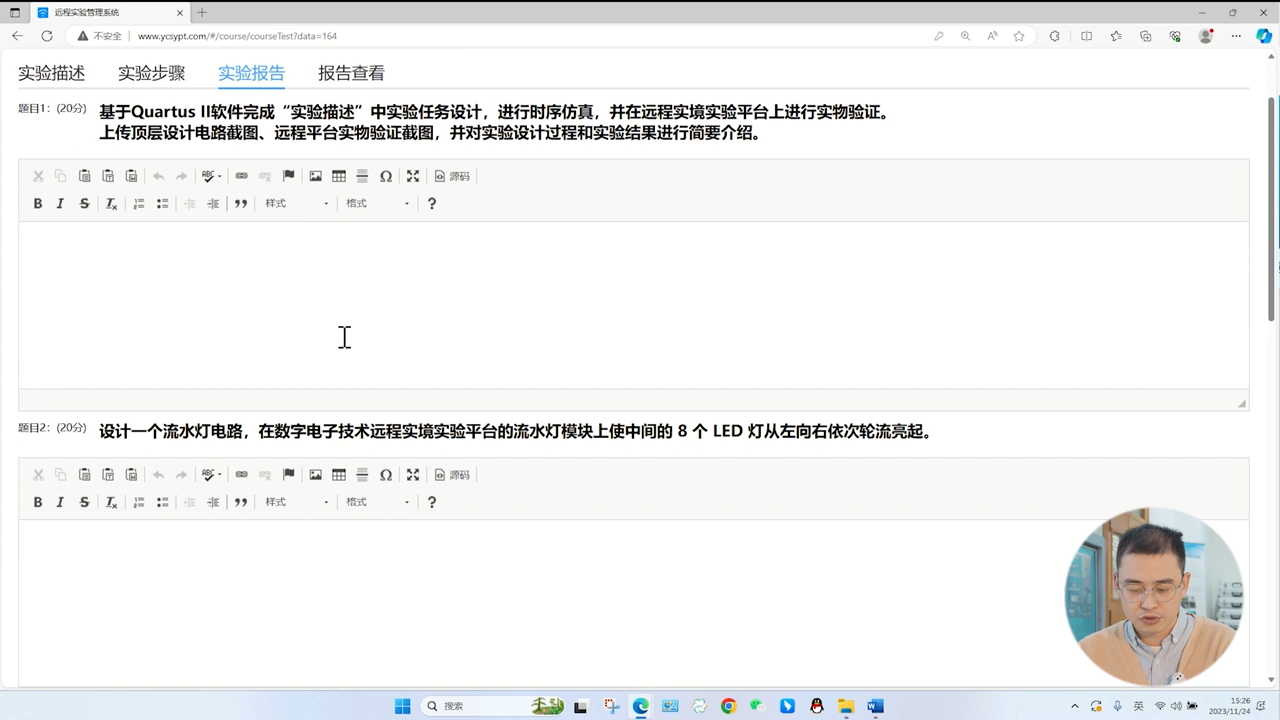 远程实验管理系统
不安全
www.ycsypt.com/#/course/courseTest?data=164
实验描述 实验步骤 实验报告 报告查看
题目1: (20分) 基于Quartus II软件完成“实验描述”中实验任务设计，进行时序仿真，并在远程实境实验平台上进行实物验证。
上传顶层设计电路截图、远程平台实物验证截图，并对实验设计过程和实验结果进行简要介绍。
源码
样式 格式
题目2: (20分) 设计一个流水灯电路，在数字电子技术远程实境实验平台的流水灯模块上使中间的 8 个 LED 灯从左向右依次轮流亮起。
源码
样式 格式
搜索
英
15:26
2023/11/24